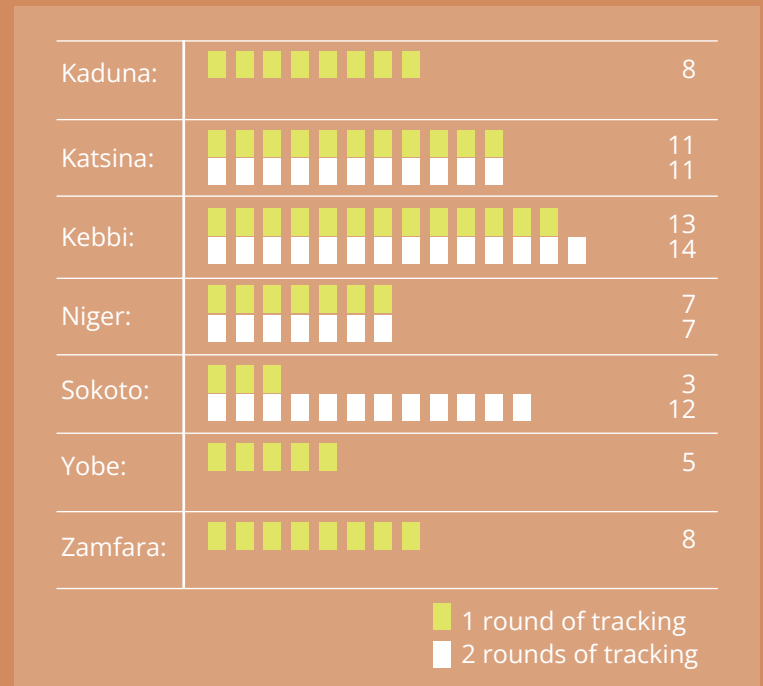 Kaduna: 8
Katsina: 11
11
Kebbi: 13
14
Niger: 7
7
Sokoto: 3
12
Yobe: 5
Zamfara: 8
1 round of tracking
2 rounds of tracking